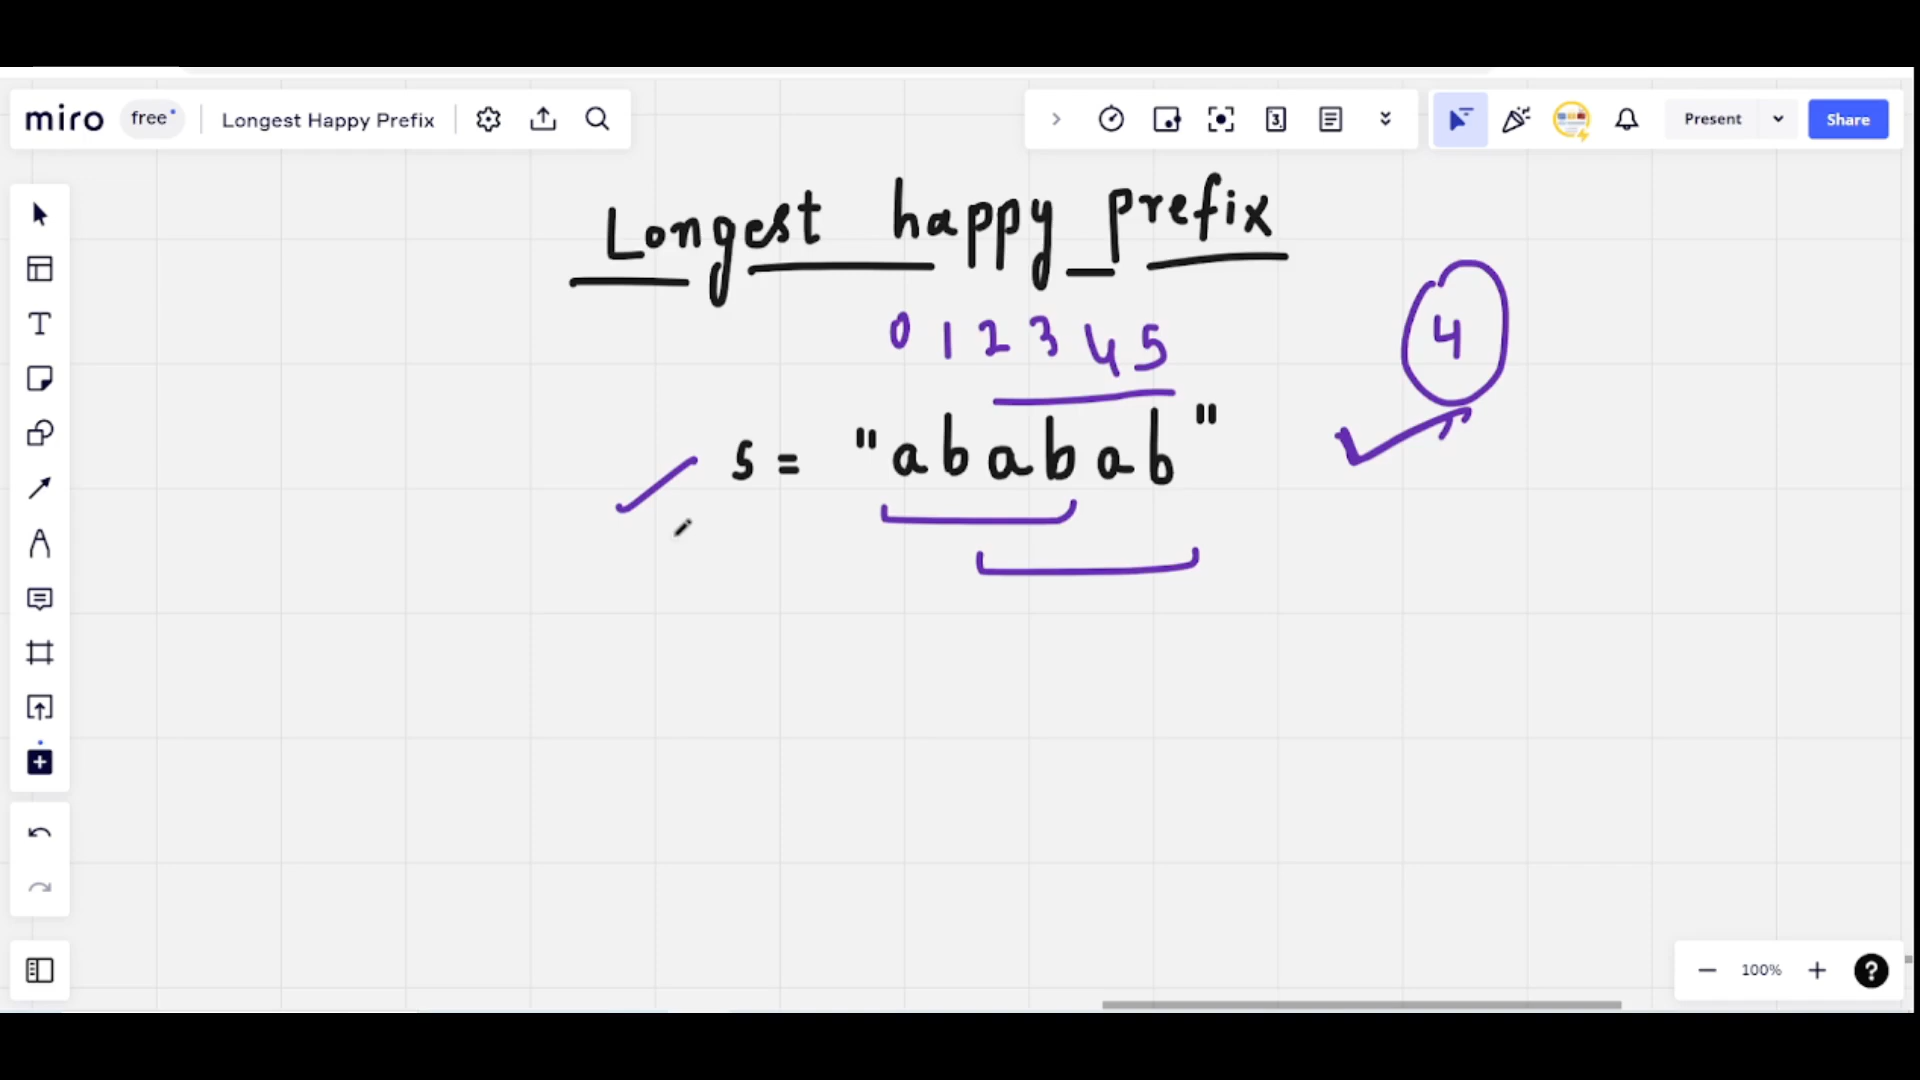 miro free Longest Happy Prefix 3 Present Share
T
Longest happy prefix
0 1 2 3 4 5
4
s = "ababab"
100% ?